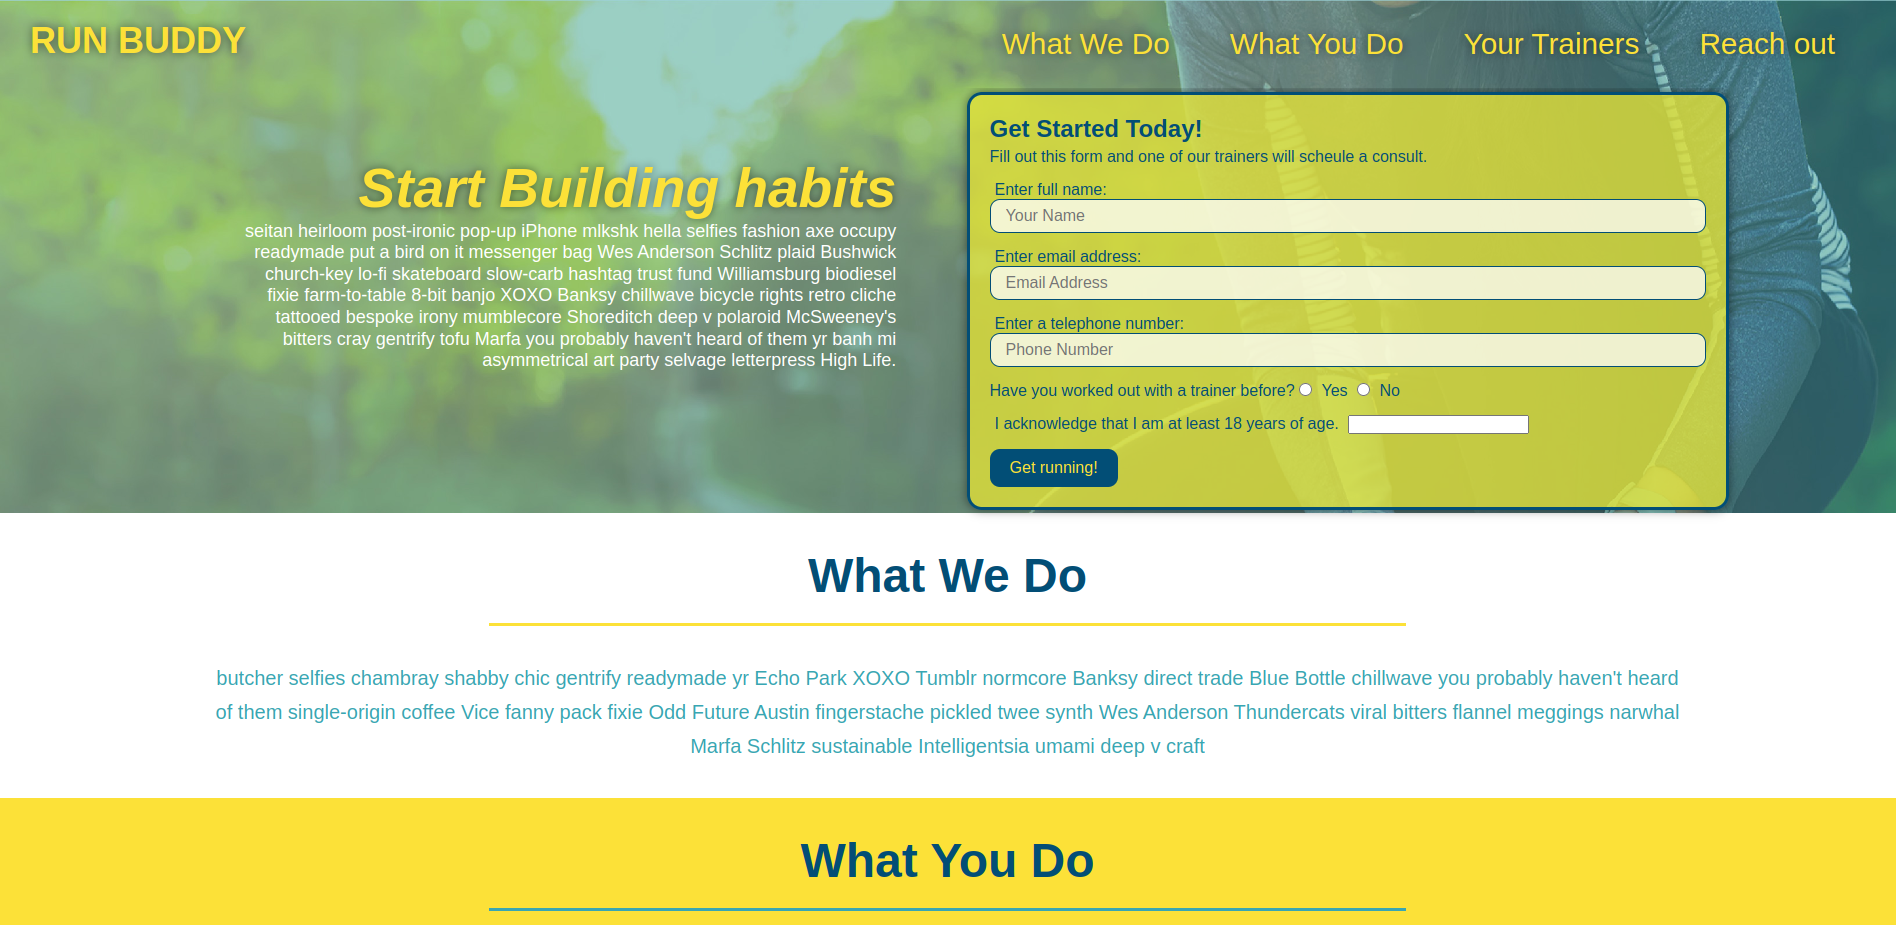 RUN BUDDY
What We Do
What You Do
Your Trainers
Reach out
Start Building habits
seitan heirloom post-ironic pop-up iPhone mlkshk hella selfies fashion axe occupy
readymade put a bird on it messenger bag Wes Anderson Schlitz plaid Bushwick
church-key lo-fi skateboard slow-carb hashtag trust fund Williamsburg biodiesel
fixie farm-to-table 8-bit banjo XOXO Banksy chillwave bicycle rights retro cliche
tattooed bespoke irony mumblecore Shoreditch deep v polaroid McSweeney's
bitters cray gentrify tofu Marfa you probably haven't heard of them yr banh mi
asymmetrical art party selvage letterpress High Life.
Get Started Today!
Fill out this form and one of our trainers will scheule a consult.
Enter full name:
Your Name
Enter email address:
Email Address
Enter a telephone number:
Phone Number
Have you worked out with a trainer before? Yes No
I acknowledge that I am at least 18 years of age.
Get running!
What We Do
butcher selfies chambray shabby chic gentrify readymade yr Echo Park XOXO Tumblr normcore Banksy direct trade Blue Bottle chillwave you probably haven't heard
of them single-origin coffee Vice fanny pack fixie Odd Future Austin fingerstache pickled twee synth Wes Anderson Thundercats viral bitters flannel meggings narwhal
Marfa Schlitz sustainable Intelligentsia umami deep v craft
What You Do